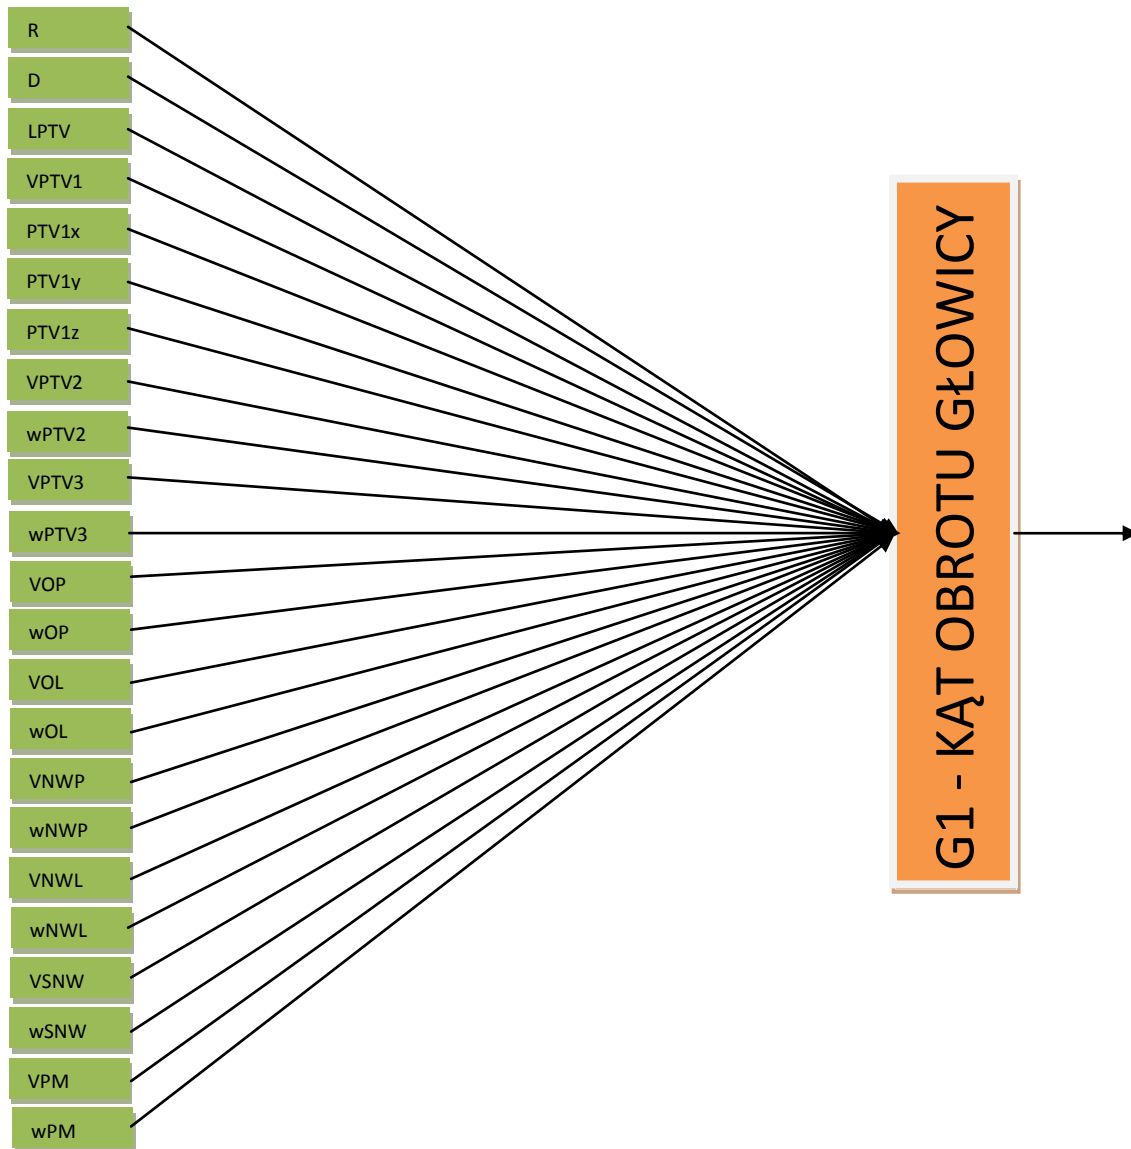 R
D
LPTV
VPTV1
PTV1x
PTV1y
PTV1z
VPTV2
wPTV2
VPTV3
wPTV3
VOP
wOP
VOL
wOL
VNWP
wNWP
VNWL
wNWL
VSNW
wSNW
VPM
wPM
G1 - KĄT OBROTU GŁOWICY